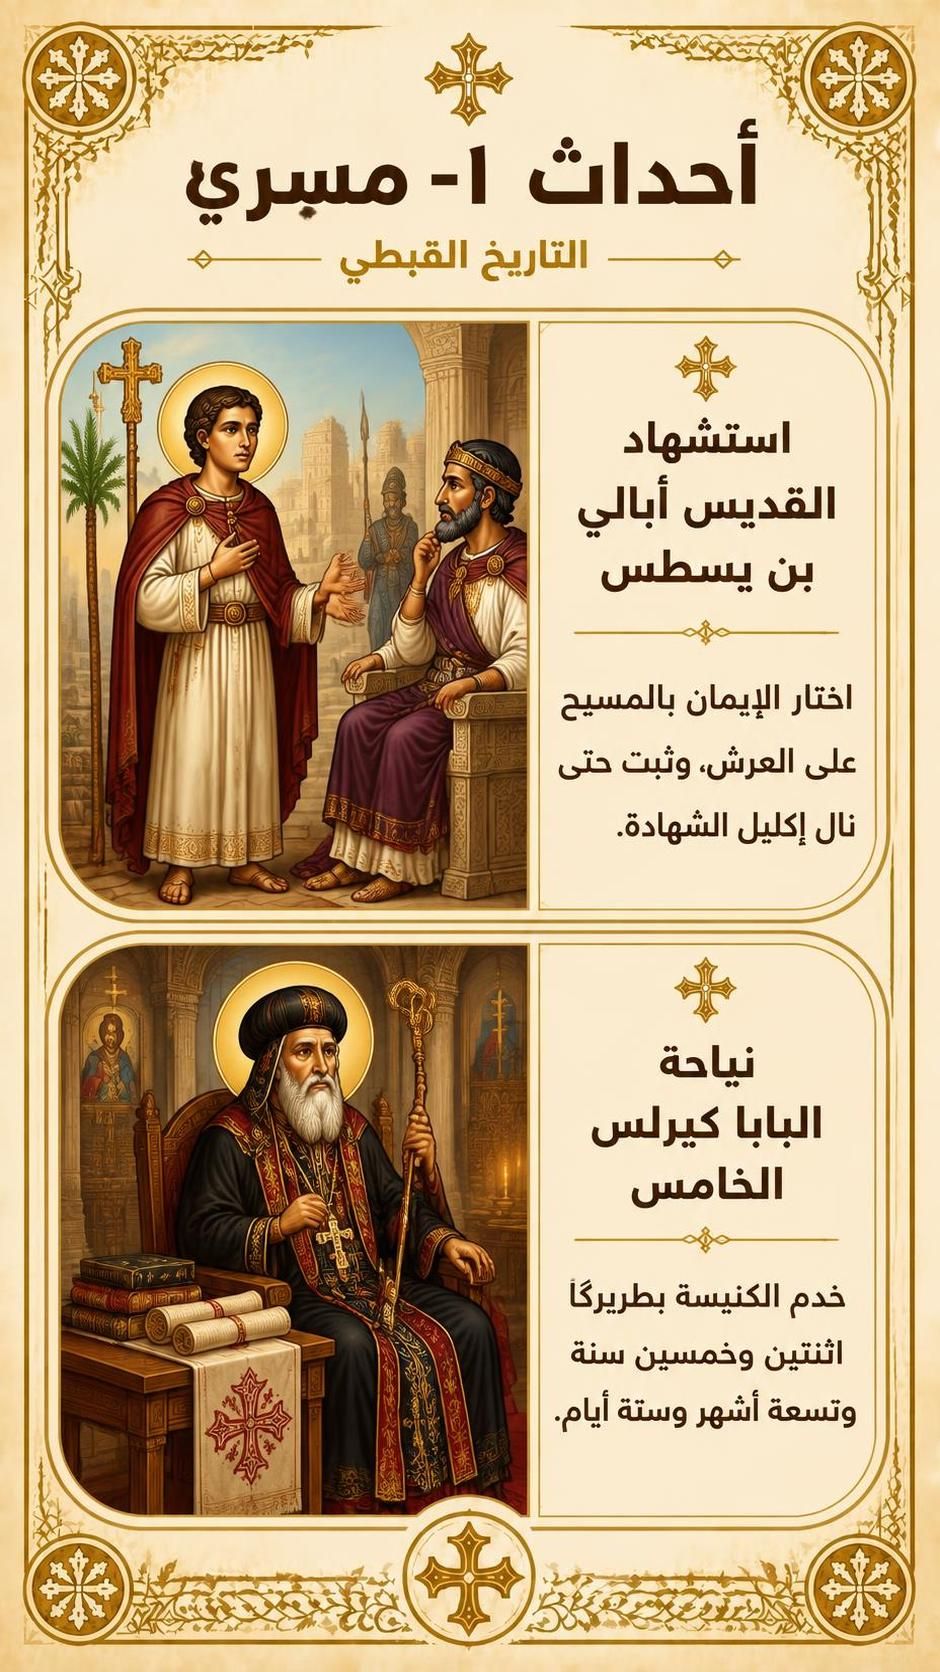 أحداث ١- مسري
التاريخ القبطي
استشهاد
القديس أبالي
بن يسطس
اختار الإيمان بالمسيح
على العرش، وثبت حتى
نال إكليل الشهادة.
نياحة
البابا كيرلس
الخامس
خدم الكنيسة بطريركًا
اثنتين وخمسين سنة
وتسعة أشهر وستة أيام.